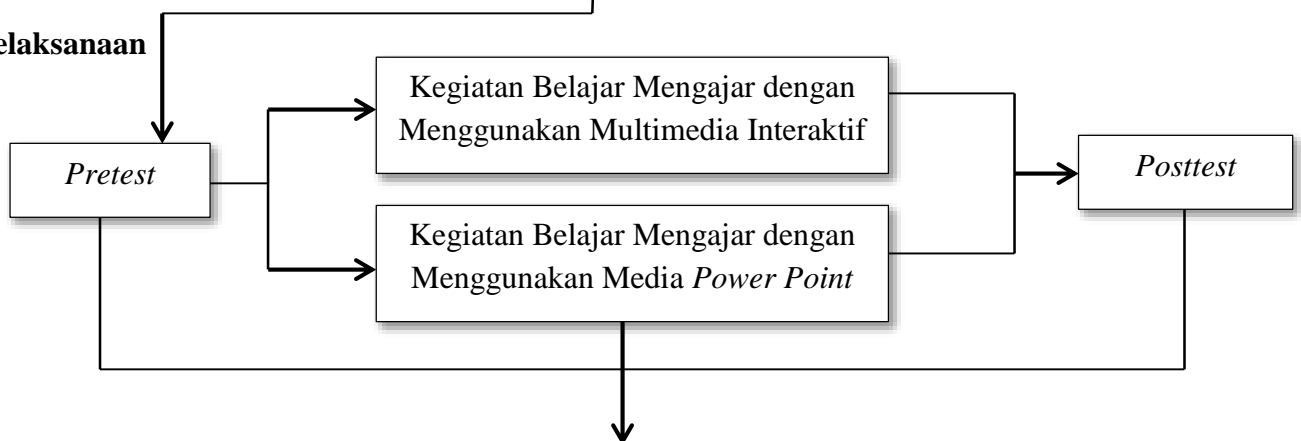 elaksanaan
Kegiatan Belajar Mengajar dengan
Menggunakan Multimedia Interaktif
Pretest
Posttest
Kegiatan Belajar Mengajar dengan
Menggunakan Media Power Point